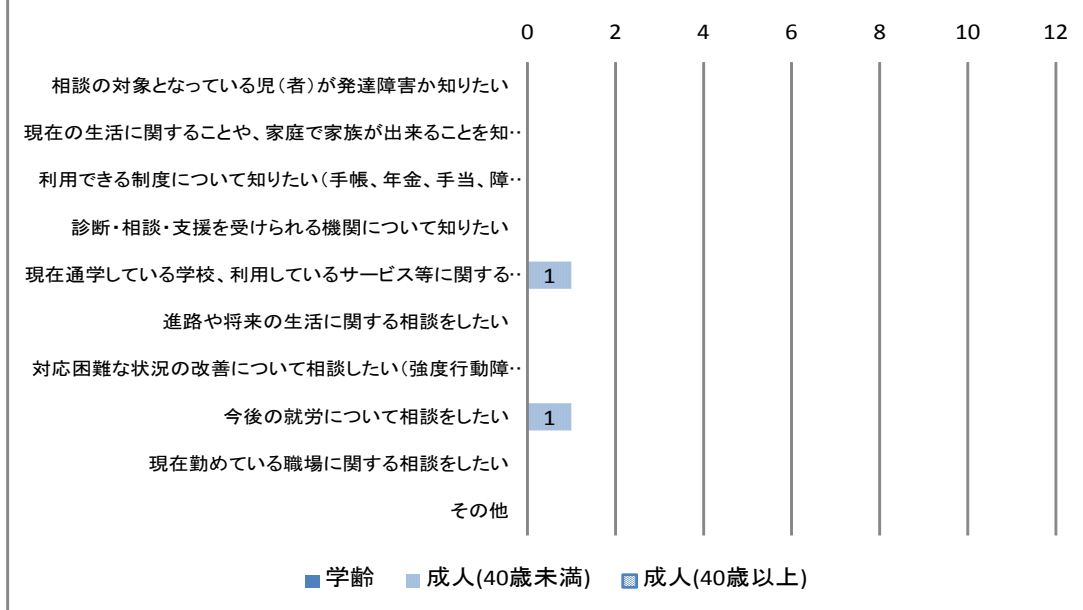 0 2 4 6 8 10 12
相談の対象となっている児(者)が発達障害か知りたい
現在の生活に関することや、家庭で家族が出来ることを知‥
利用できる制度について知りたい(手帳、年金、手当、障‥
診断・相談・支援を受けられる機関について知りたい
現在通学している学校、利用しているサービス等に関する‥ 1
進路や将来の生活に関する相談をしたい
対応困難な状況の改善について相談したい(強度行動障‥
今後の就労について相談をしたい 1
現在勤めている職場に関する相談をしたい
その他
学齢 成人(40歳未満) 成人(40歳以上)